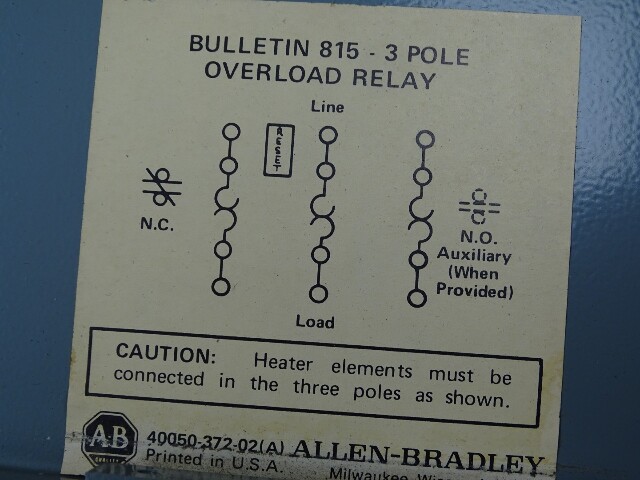 BULLETIN 815 - 3 POLE
OVERLOAD RELAY
Line
RESET
N.C.
N.O.
Auxiliary
(When
Provided)
Load
CAUTION: Heater elements must be
connected in the three poles as shown.
AB
40050-372-02(A) ALLEN-BRADLEY
Printed in U.S.A.
Milwaukee,